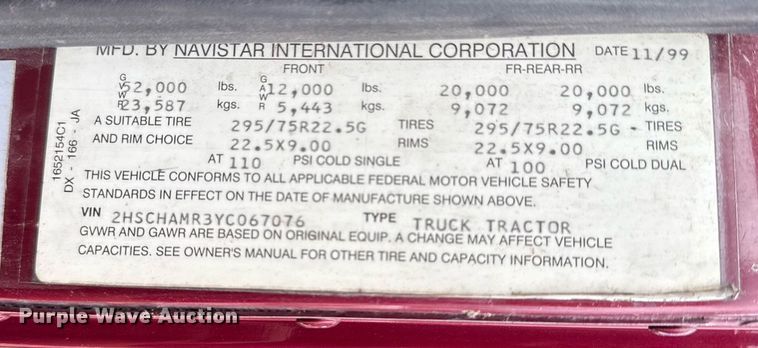 MFD. BY NAVISTAR INTERNATIONAL CORPORATION DATE 11/99
FRONT FR-REAR-RR
GVWR 52,000 lbs. GAWR 12,000 lbs. 20,000 20,000 lbs.
23,587 kgs. 5,443 kgs. 9,072 9,072 kgs.
A SUITABLE TIRE 295/75R22.5G TIRES 295/75R22.5G - TIRES
AND RIM CHOICE 22.5X9.00 RIMS 22.5X9.00 RIMS
AT 110 PSI COLD SINGLE AT 100 PSI COLD DUAL
THIS VEHICLE CONFORMS TO ALL APPLICABLE FEDERAL MOTOR VEHICLE SAFETY
STANDARDS IN EFFECT ON THE DATE OF MANUFACTURE SHOWN ABOVE.
VIN 2HSCHAMR3YC067076 TYPE TRUCK TRACTOR
GVWR AND GAWR ARE BASED ON ORIGINAL EQUIP. A CHANGE MAY AFFECT VEHICLE
CAPACITIES. SEE OWNER'S MANUAL FOR OTHER TIRE AND CAPACITY INFORMATION.
1652154C1
DX - 166 - JA
Purple Wave Auction